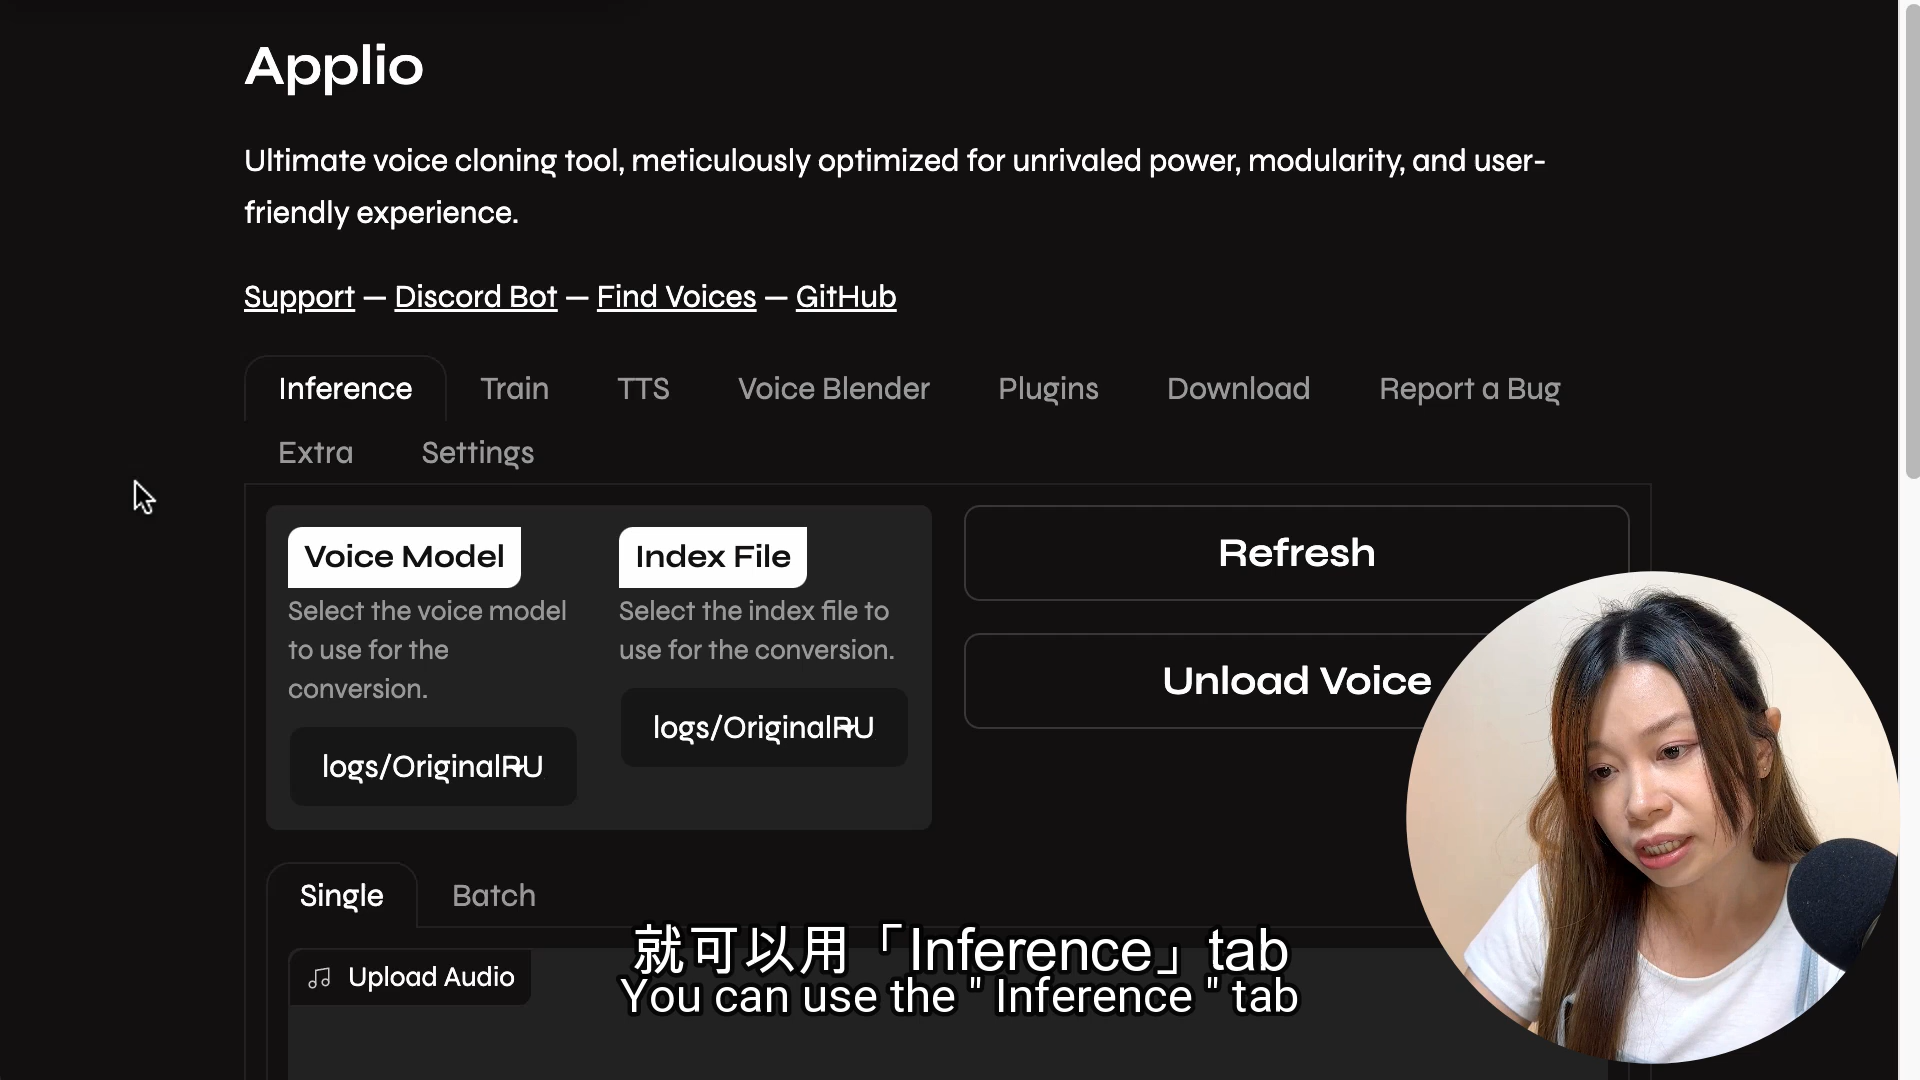 Applio
Ultimate voice cloning tool, meticulously optimized for unrivaled power, modularity, and user-
friendly experience.
Support — Discord Bot — Find Voices — GitHub
Inference Train TTS Voice Blender Plugins Download Report a Bug
Extra Settings
Voice Model
Select the voice model
to use for the
conversion.
logs/OriginalRU
Index File
Select the index file to
use for the conversion.
logs/OriginalRU
Refresh
Unload Voice
Single Batch
Upload Audio
就可以用「Inference」tab
You can use the " Inference " tab